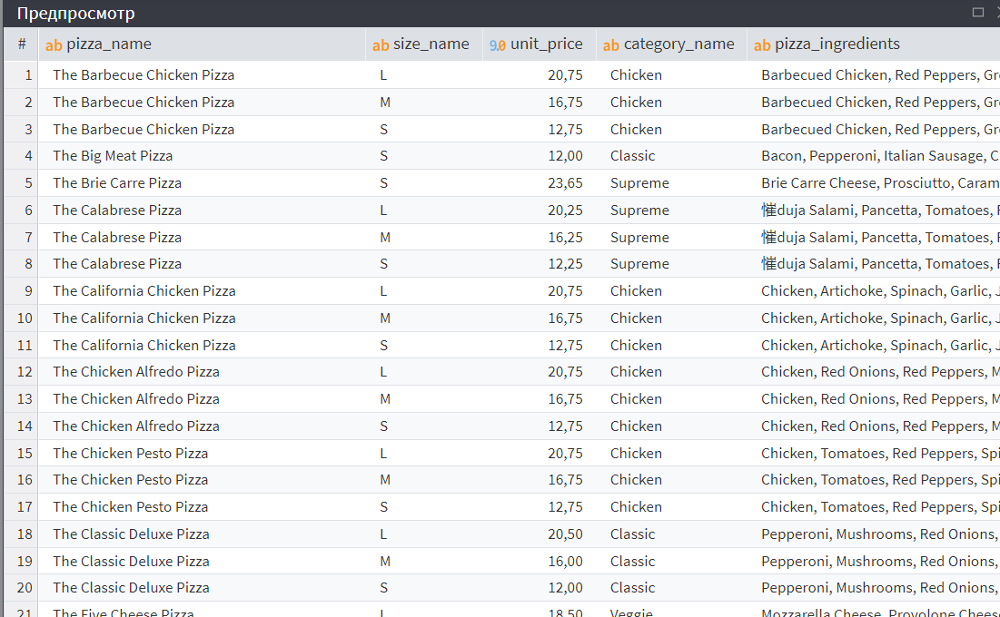 Предпросмотр
# ab pizza_name ab size_name 9.0 unit_price ab category_name ab pizza_ingredients
1 The Barbecue Chicken Pizza L 20,75 Chicken Barbecued Chicken, Red Peppers, Gr
2 The Barbecue Chicken Pizza M 16,75 Chicken Barbecued Chicken, Red Peppers, Gr
3 The Barbecue Chicken Pizza S 12,75 Chicken Barbecued Chicken, Red Peppers, Gr
4 The Big Meat Pizza S 12,00 Classic Bacon, Pepperoni, Italian Sausage, C
5 The Brie Carre Pizza S 23,65 Supreme Brie Carre Cheese, Prosciutto, Caram
6 The Calabrese Pizza L 20,25 Supreme 慛duja Salami, Pancetta, Tomatoes,
7 The Calabrese Pizza M 16,25 Supreme 慛duja Salami, Pancetta, Tomatoes,
8 The Calabrese Pizza S 12,25 Supreme 慛duja Salami, Pancetta, Tomatoes,
9 The California Chicken Pizza L 20,75 Chicken Chicken, Artichoke, Spinach, Garlic, J
10 The California Chicken Pizza M 16,75 Chicken Chicken, Artichoke, Spinach, Garlic, J
11 The California Chicken Pizza S 12,75 Chicken Chicken, Artichoke, Spinach, Garlic, J
12 The Chicken Alfredo Pizza L 20,75 Chicken Chicken, Red Onions, Red Peppers, M
13 The Chicken Alfredo Pizza M 16,75 Chicken Chicken, Red Onions, Red Peppers, M
14 The Chicken Alfredo Pizza S 12,75 Chicken Chicken, Red Onions, Red Peppers, M
15 The Chicken Pesto Pizza L 20,75 Chicken Chicken, Tomatoes, Red Peppers, Spi
16 The Chicken Pesto Pizza M 16,75 Chicken Chicken, Tomatoes, Red Peppers, Spi
17 The Chicken Pesto Pizza S 12,75 Chicken Chicken, Tomatoes, Red Peppers, Spi
18 The Classic Deluxe Pizza L 20,50 Classic Pepperoni, Mushrooms, Red Onions,
19 The Classic Deluxe Pizza M 16,00 Classic Pepperoni, Mushrooms, Red Onions,
20 The Classic Deluxe Pizza S 12,00 Classic Pepperoni, Mushrooms, Red Onions,
21 The Five Cheese Pizza L 18,50 Veggie Mozzarella Cheese, Provolone Chees